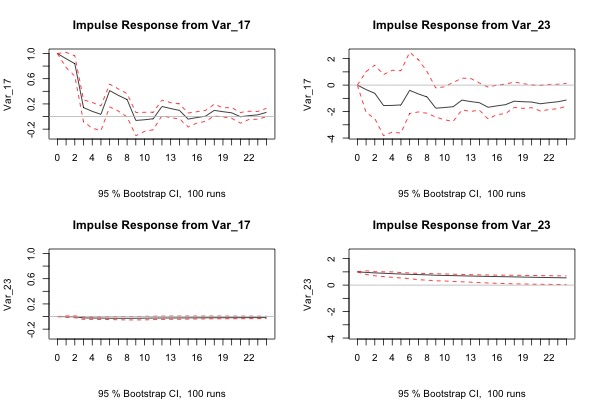 Impulse Response from Var_17
Var_17
1.0
0.6
0.2
-0.2
0 2 4 6 8 10 13 16 19 22
95 % Bootstrap CI, 100 runs
Impulse Response from Var_23
Var_17
2
0
-2
-4
0 2 4 6 8 10 13 16 19 22
95 % Bootstrap CI, 100 runs
Impulse Response from Var_17
Var_23
1.0
0.6
0.2
-0.2
0 2 4 6 8 10 13 16 19 22
95 % Bootstrap CI, 100 runs
Impulse Response from Var_23
Var_23
2
0
-2
-4
0 2 4 6 8 10 13 16 19 22
95 % Bootstrap CI, 100 runs